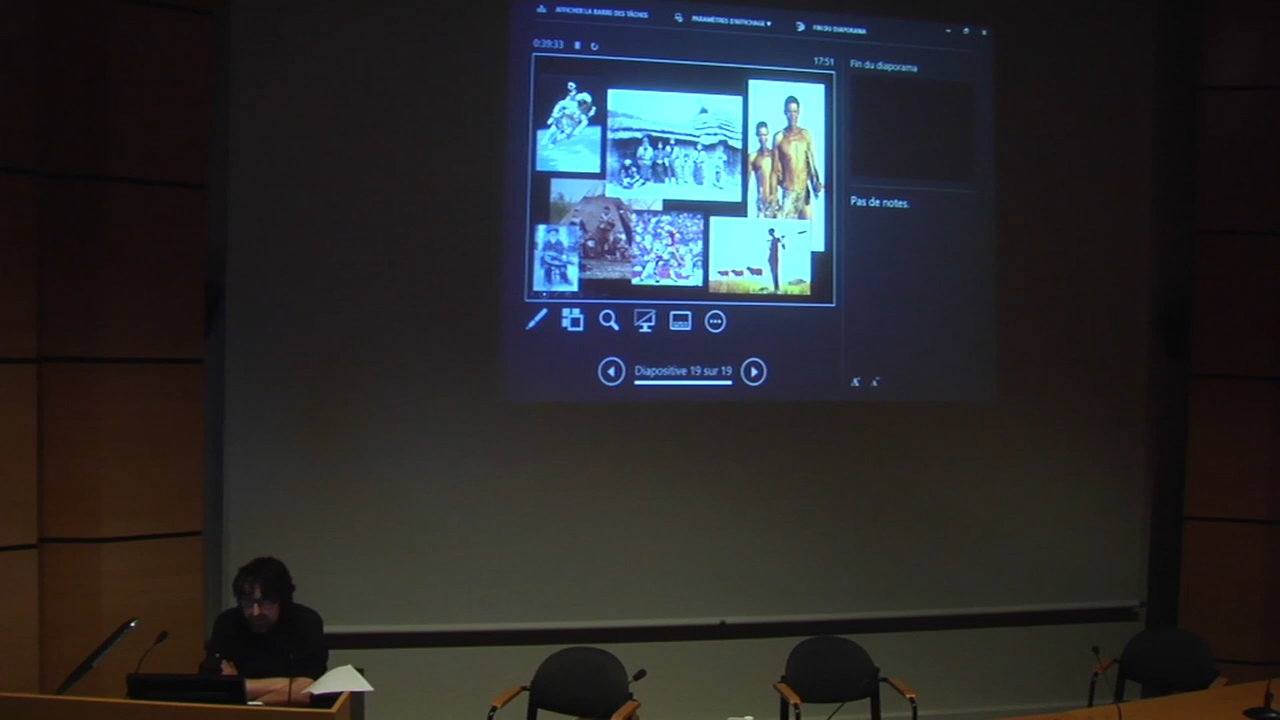 AFFICHER LA BARRE DES TÂCHES PARAMÈTRES D'AFFICHAGE ▼ FIN DU DIAPORAMA
0:39:33
17:51
Fin du diaporama
Pas de notes.
Diapositive 19 sur 19
A A